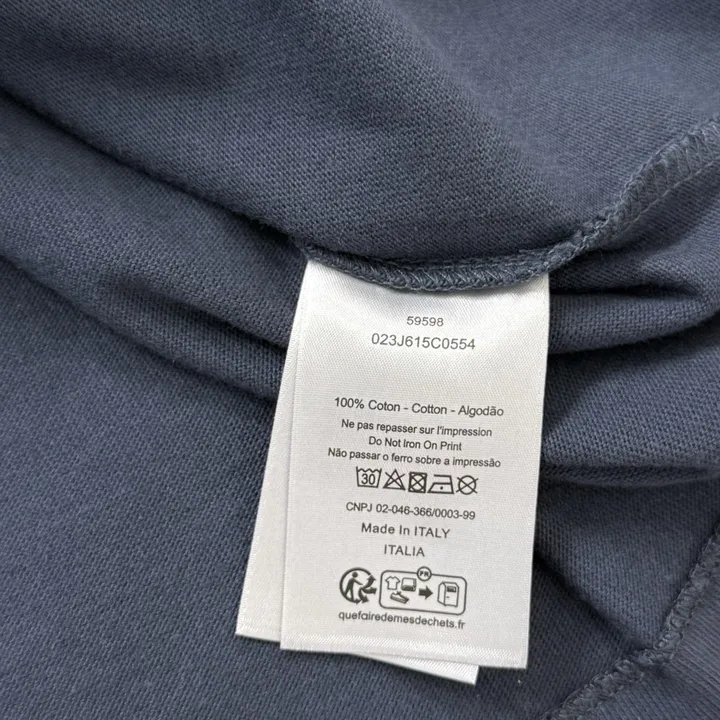 59598
023J615C0554
100% Coton - Cotton - Algodão
Ne pas repasser sur l'impression
Do Not Iron On Print
Não passar o ferro sobre a impressão
30
CNPJ 02-046-366/0003-99
Made In ITALY
ITALIA
FR
quefairedemesdechets.fr